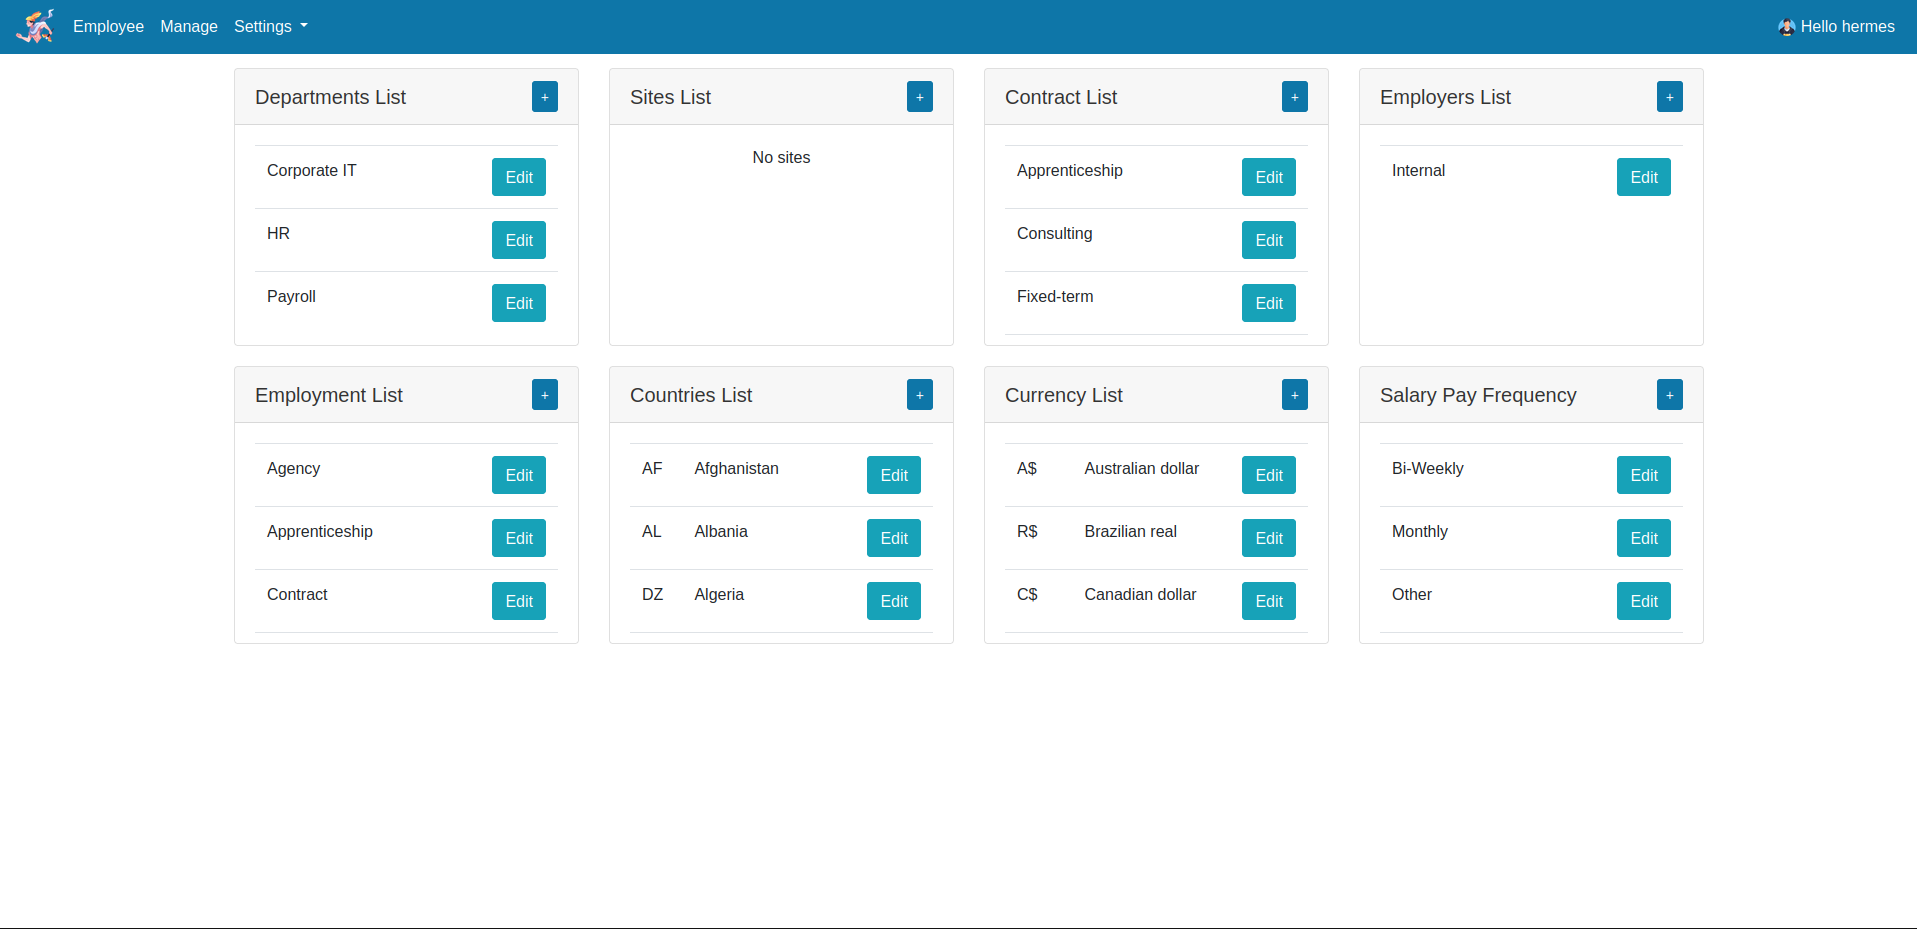 Employee Manage Settings Hello hermes
Departments List +
Corporate IT Edit
HR Edit
Payroll Edit
Sites List +
No sites
Contract List +
Apprenticeship Edit
Consulting Edit
Fixed-term Edit
Employers List +
Internal Edit
Employment List +
Agency Edit
Apprenticeship Edit
Contract Edit
Countries List +
AF Afghanistan Edit
AL Albania Edit
DZ Algeria Edit
Currency List +
A$ Australian dollar Edit
R$ Brazilian real Edit
C$ Canadian dollar Edit
Salary Pay Frequency +
Bi-Weekly Edit
Monthly Edit
Other Edit